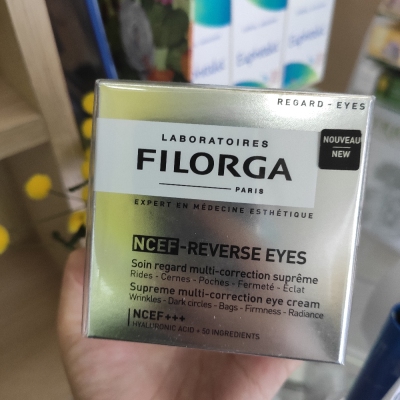 REGARD - EYES
LABORATOIRES
FILORGA
PARIS
NOUVEAU
NEW
EXPERT EN MÉDECINE ESTHÉTIQUE
NCEF-REVERSE EYES
Soin regard multi-correction suprême
Rides - Cernes - Poches - Fermeté - Éclat
Supreme multi-correction eye cream
Wrinkles - Dark circles - Bags - Firmness - Radiance
NCEF+++
HYALURONIC ACID + 50 INGREDIENTS